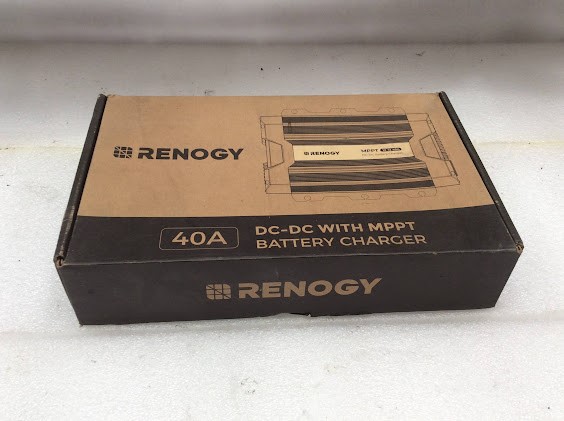 RENOGY
RENOGY MPPT
40A
DC-DC WITH MPPT
BATTERY CHARGER
RENOGY